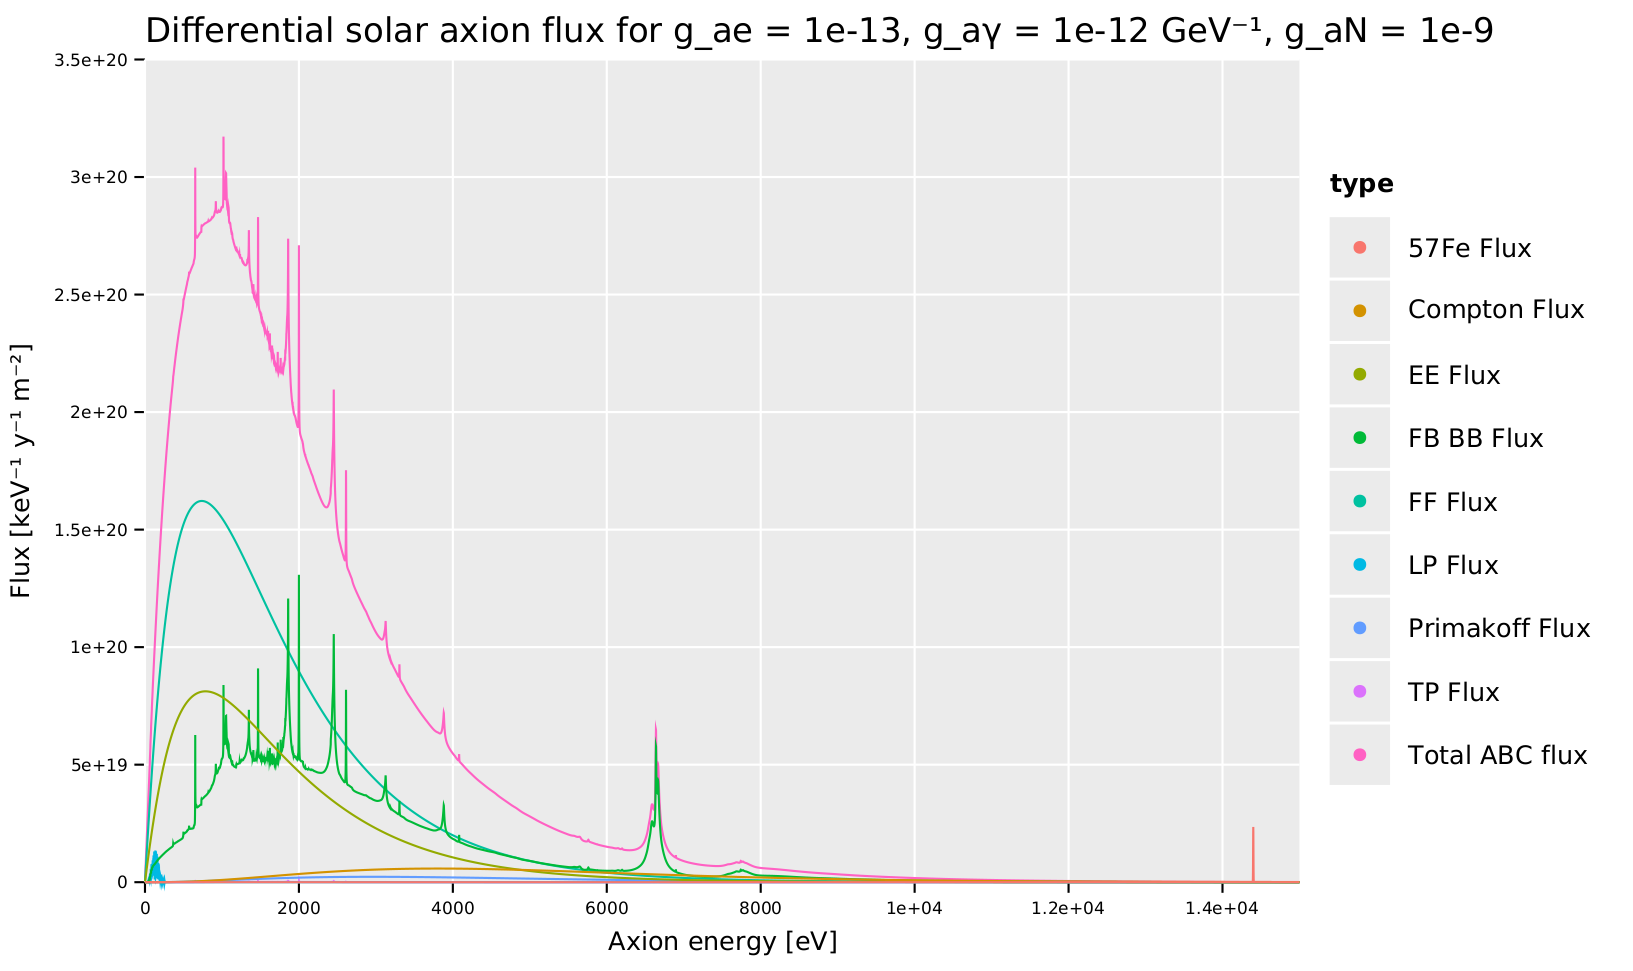 Differential solar axion flux for g_ae = 1e-13, g_aγ = 1e-12 GeV⁻¹, g_aN = 1e-9
3.5e+20
3e+20
2.5e+20
2e+20
1.5e+20
1e+20
5e+19
0
Flux [keV⁻¹ y⁻¹ m⁻²]
0 2000 4000 6000 8000 1e+04 1.2e+04 1.4e+04
Axion energy [eV]
type
57Fe Flux
Compton Flux
EE Flux
FB BB Flux
FF Flux
LP Flux
Primakoff Flux
TP Flux
Total ABC flux